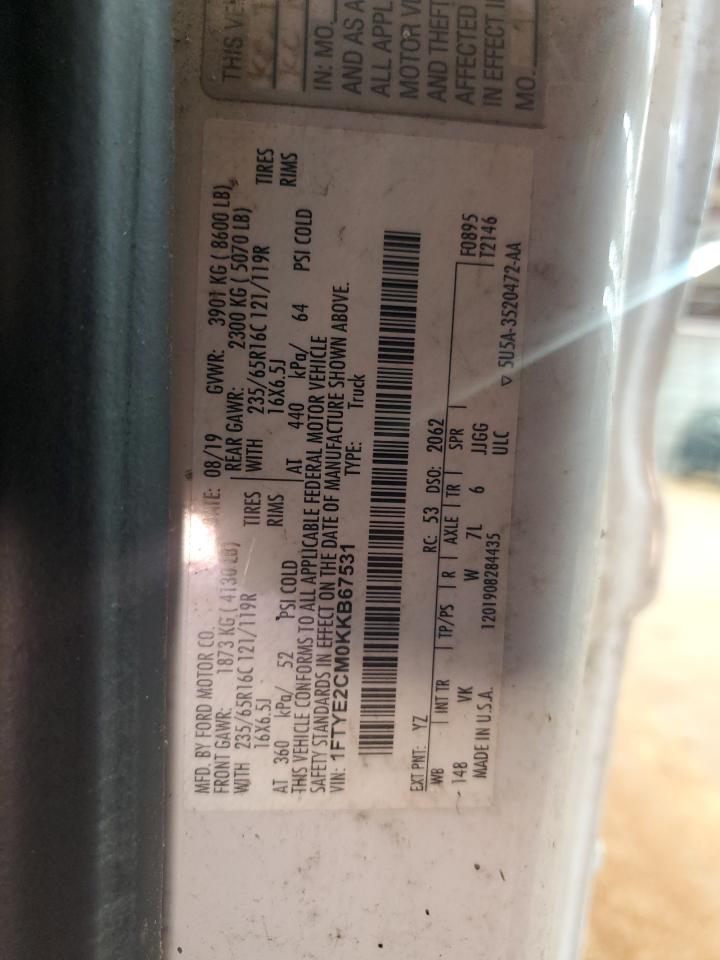 THIS VE
IN: MO.
AND AS A
ALL APPL
MOTOR VE
AND THEFT
AFFECTED
IN EFFECT I
MO.
MFD. BY FORD MOTOR CO.
DATE: 08/19 GVWR: 3901 KG ( 8600 LB)
FRONT GAWR: 1873 KG ( 4130 LB) REAR GAWR: 2300 KG ( 5070 LB)
WITH 235/65R16C 121/119R TIRES WITH 235/65R16C 121/119R TIRES
16X6.5J RIMS 16X6.5J RIMS
AT 360 kPa/ 52 PSI COLD AT 440 kPa/ 64 PSI COLD
THIS VEHICLE CONFORMS TO ALL APPLICABLE FEDERAL MOTOR VEHICLE
SAFETY STANDARDS IN EFFECT ON THE DATE OF MANUFACTURE SHOWN ABOVE.
VIN: 1FTYE2CM0KKB67531 TYPE: Truck
EXT PNT: YZ RC: 53 DSO: 2062
WB INT TR TP/PS R AXLE TR SPR F0895
148 VK W 7L 6 JJGG T2146
MADE IN U.S.A. 1201908284435 ULC
▽ 5U5A-3520472-AA